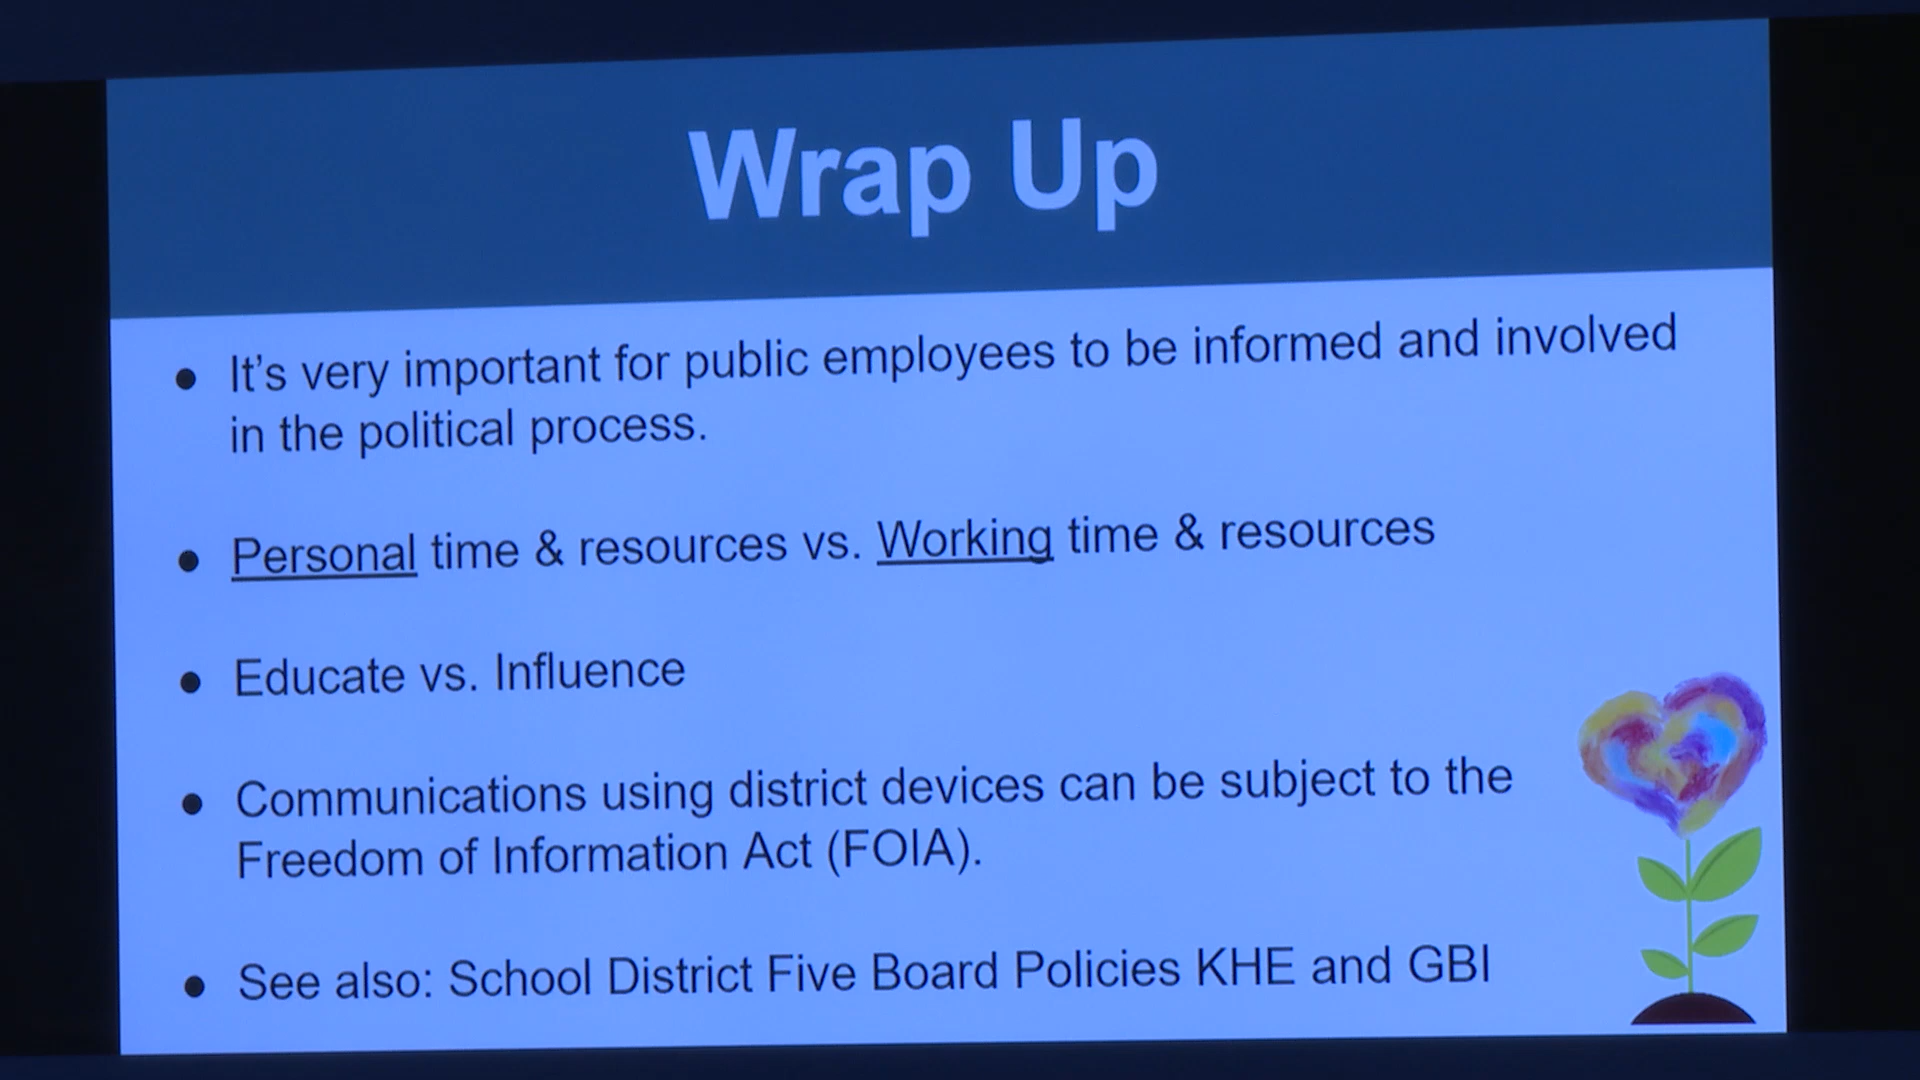 Wrap Up
● It's very important for public employees to be informed and involved
in the political process.
● Personal time & resources vs. Working time & resources
● Educate vs. Influence
● Communications using district devices can be subject to the
Freedom of Information Act (FOIA).
● See also: School District Five Board Policies KHE and GBI